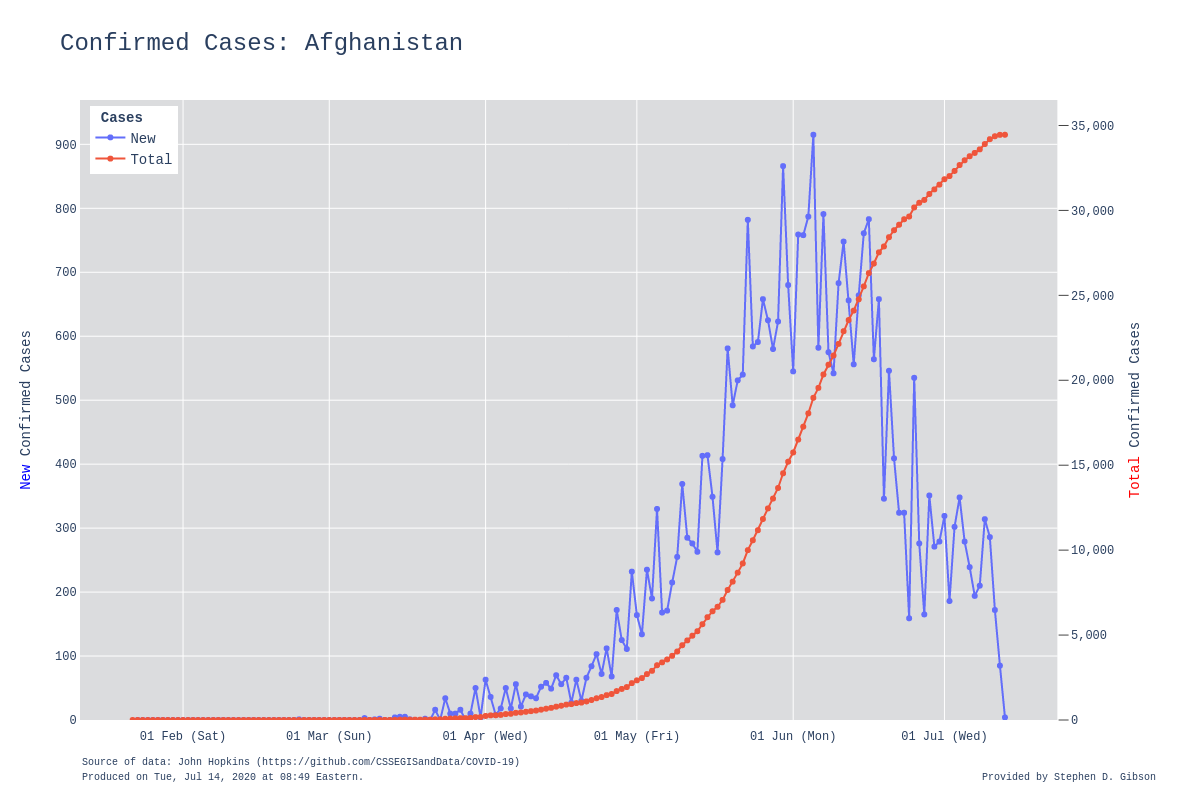 Confirmed Cases: Afghanistan
Cases
New
Total
900
800
700
600
500
400
300
200
100
0
New Confirmed Cases
35,000
30,000
25,000
20,000
15,000
10,000
5,000
0
Total Confirmed Cases
01 Feb (Sat)
01 Mar (Sun)
01 Apr (Wed)
01 May (Fri)
01 Jun (Mon)
01 Jul (Wed)
Source of data: John Hopkins (https://github.com/CSSEGISandData/COVID-19)
Produced on Tue, Jul 14, 2020 at 08:49 Eastern.
Provided by Stephen D. Gibson